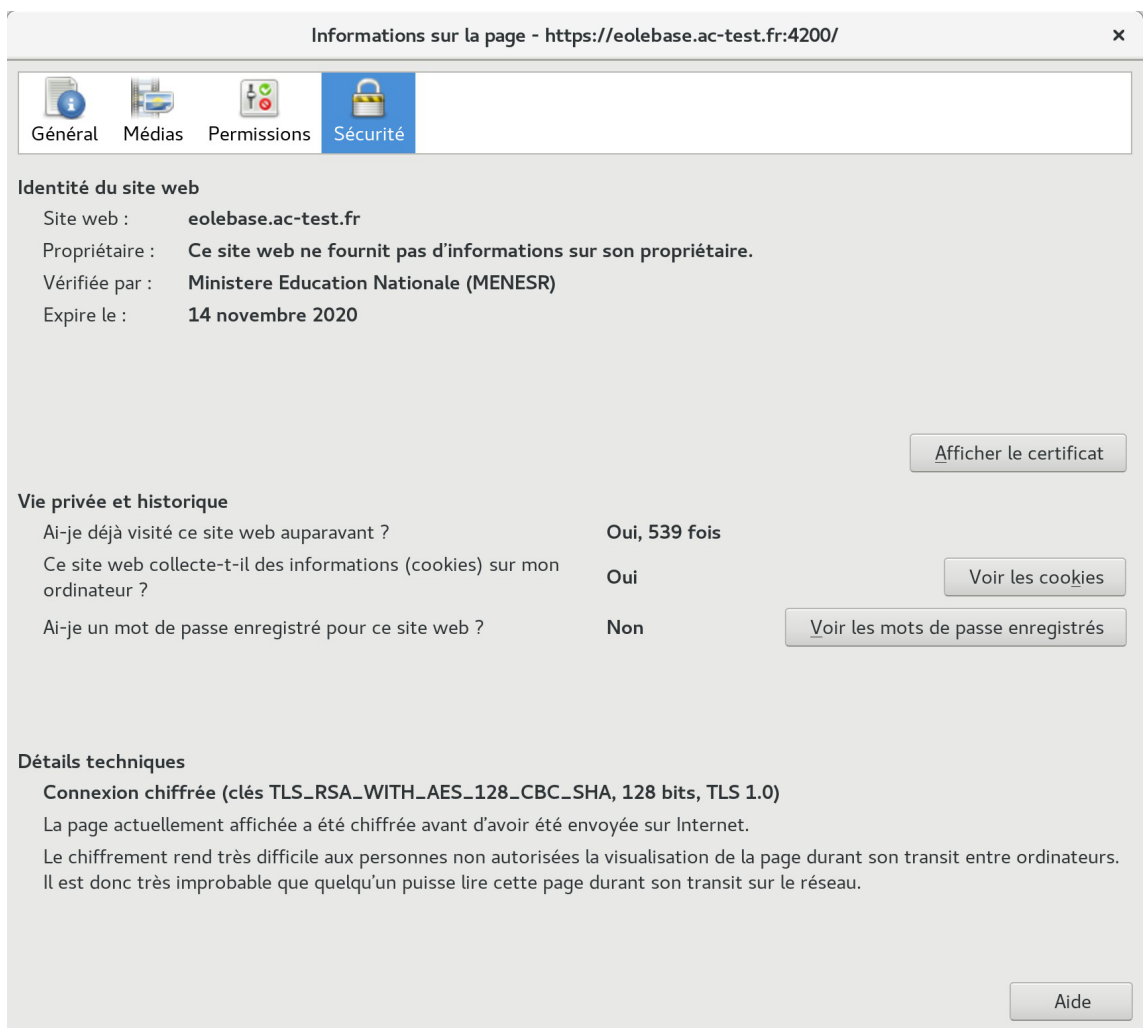 Informations sur la page - https://eolebase.ac-test.fr:4200/
Général Médias Permissions Sécurité
Identité du site web
Site web : eolebase.ac-test.fr
Propriétaire : Ce site web ne fournit pas d'informations sur son propriétaire.
Vérifiée par : Ministere Education Nationale (MENESR)
Expire le : 14 novembre 2020
Afficher le certificat
Vie privée et historique
Ai-je déjà visité ce site web auparavant ? Oui, 539 fois
Ce site web collecte-t-il des informations (cookies) sur mon
ordinateur ? Oui Voir les cookies
Ai-je un mot de passe enregistré pour ce site web ? Non Voir les mots de passe enregistrés
Détails techniques
Connexion chiffrée (clés TLS_RSA_WITH_AES_128_CBC_SHA, 128 bits, TLS 1.0)
La page actuellement affichée a été chiffrée avant d'avoir été envoyée sur Internet.
Le chiffrement rend très difficile aux personnes non autorisées la visualisation de la page durant son transit entre ordinateurs.
Il est donc très improbable que quelqu'un puisse lire cette page durant son transit sur le réseau.
Aide